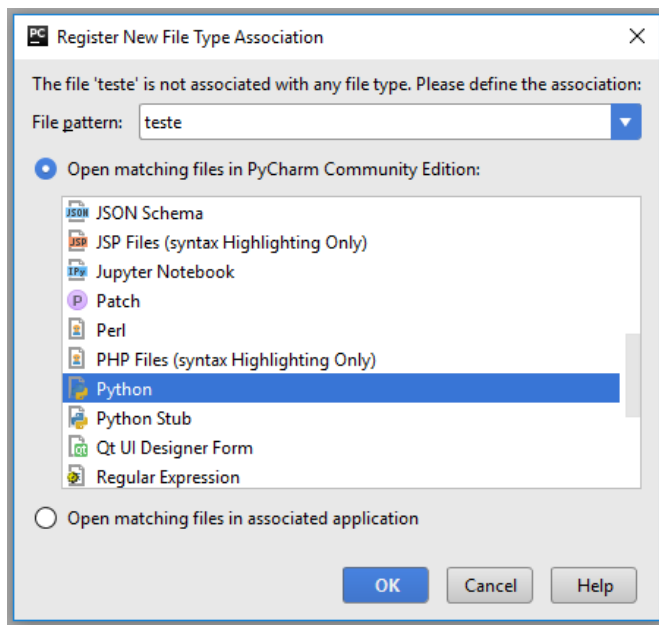 PC Register New File Type Association
The file 'teste' is not associated with any file type. Please define the association:
File pattern: teste
Open matching files in PyCharm Community Edition:
JSON JSON Schema
JSP JSP Files (syntax Highlighting Only)
IPy Jupyter Notebook
P Patch
Perl
PHP Files (syntax Highlighting Only)
Python
Python Stub
Qt Qt UI Designer Form
Regular Expression
Open matching files in associated application
OK Cancel Help